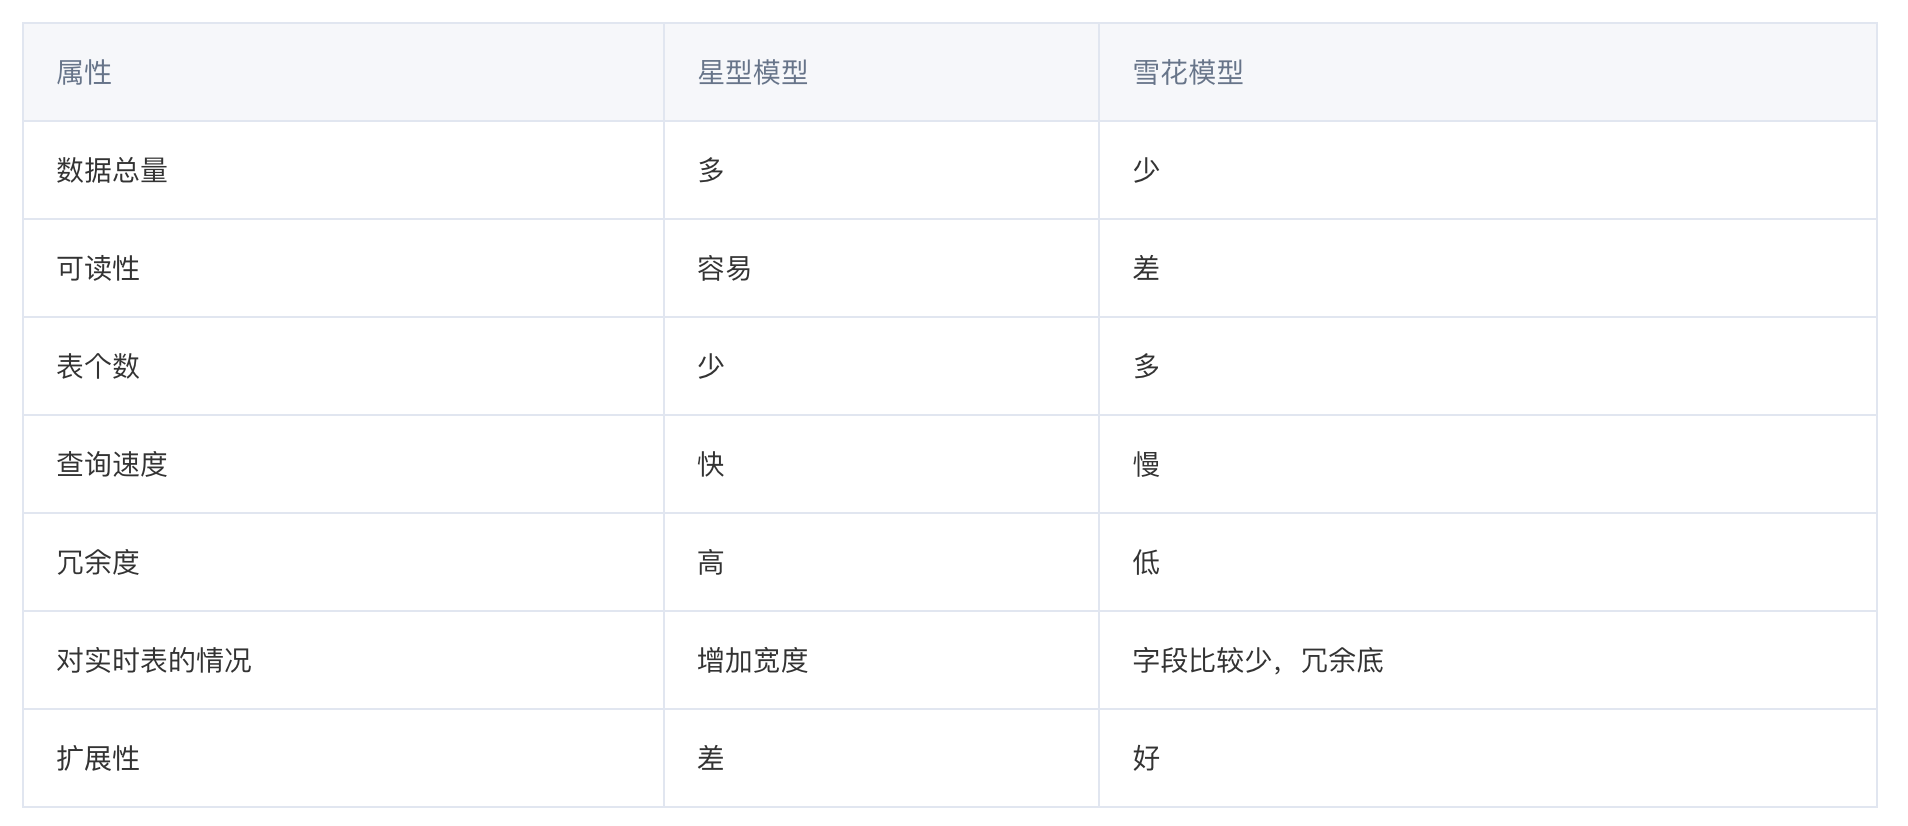 属性 星型模型 雪花模型
数据总量 多 少
可读性 容易 差
表个数 少 多
查询速度 快 慢
冗余度 高 低
对实时表的情况 增加宽度 字段比较少，冗余底
扩展性 差 好